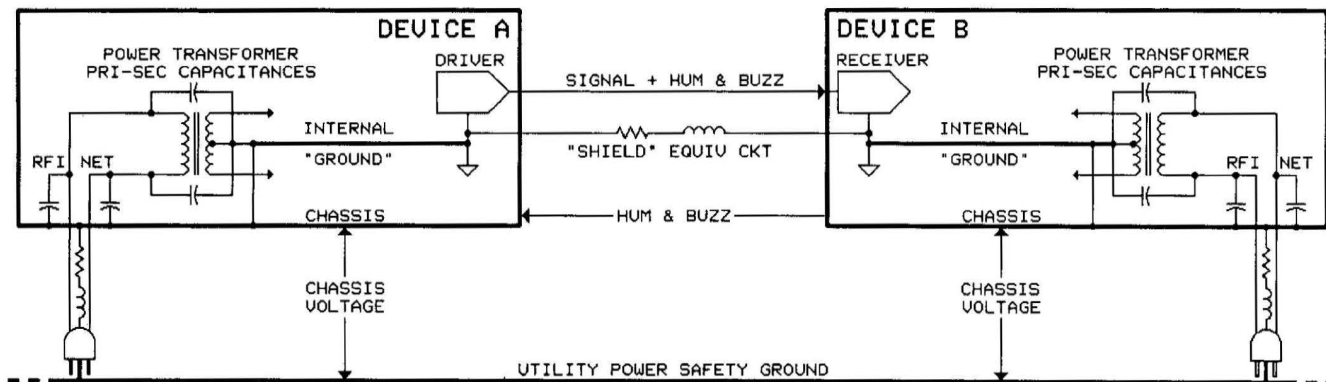 DEVICE A
POWER TRANSFORMER
PRI-SEC CAPACITANCES
DRIVER
INTERNAL
"GROUND"
RFI NET
CHASSIS
SIGNAL + HUM & BUZZ
"SHIELD" EQUIV CKT
HUM & BUZZ
DEVICE B
RECEIVER
POWER TRANSFORMER
PRI-SEC CAPACITANCES
INTERNAL
"GROUND"
RFI NET
CHASSIS
CHASSIS
VOLTAGE
CHASSIS
VOLTAGE
UTILITY POWER SAFETY GROUND